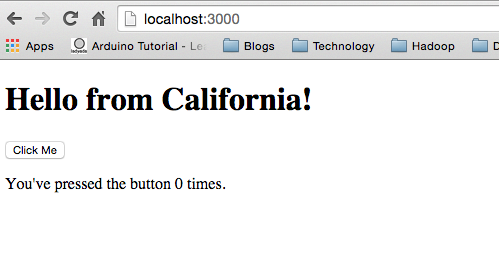 localhost:3000
Apps Arduino Tutorial - Blogs Technology Hadoop
Hello from California!
Click Me
You've pressed the button 0 times.